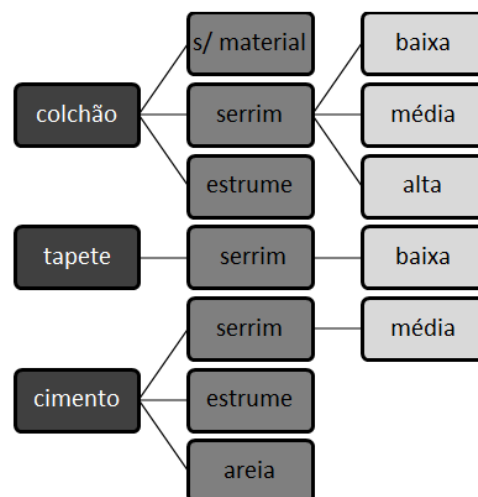 s/ material
baixa
colchão
serrim
média
estrume
alta
tapete
serrim
baixa
serrim
média
cimento
estrume
areia